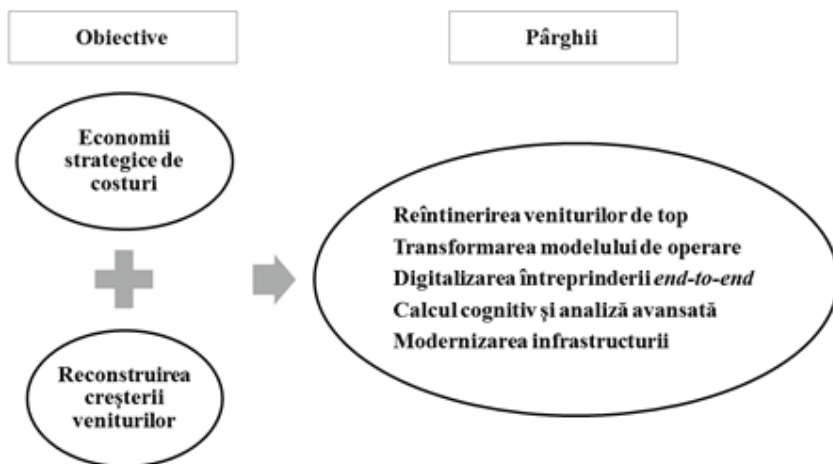 Obiective
Pârghii
Economii
strategice de
costuri
Reconstruirea
creșterii
veniturilor
Reîntinerirea veniturilor de top
Transformarea modelului de operare
Digitalizarea întreprinderii end-to-end
Calcul cognitiv și analiză avansată
Modernizarea infrastructurii